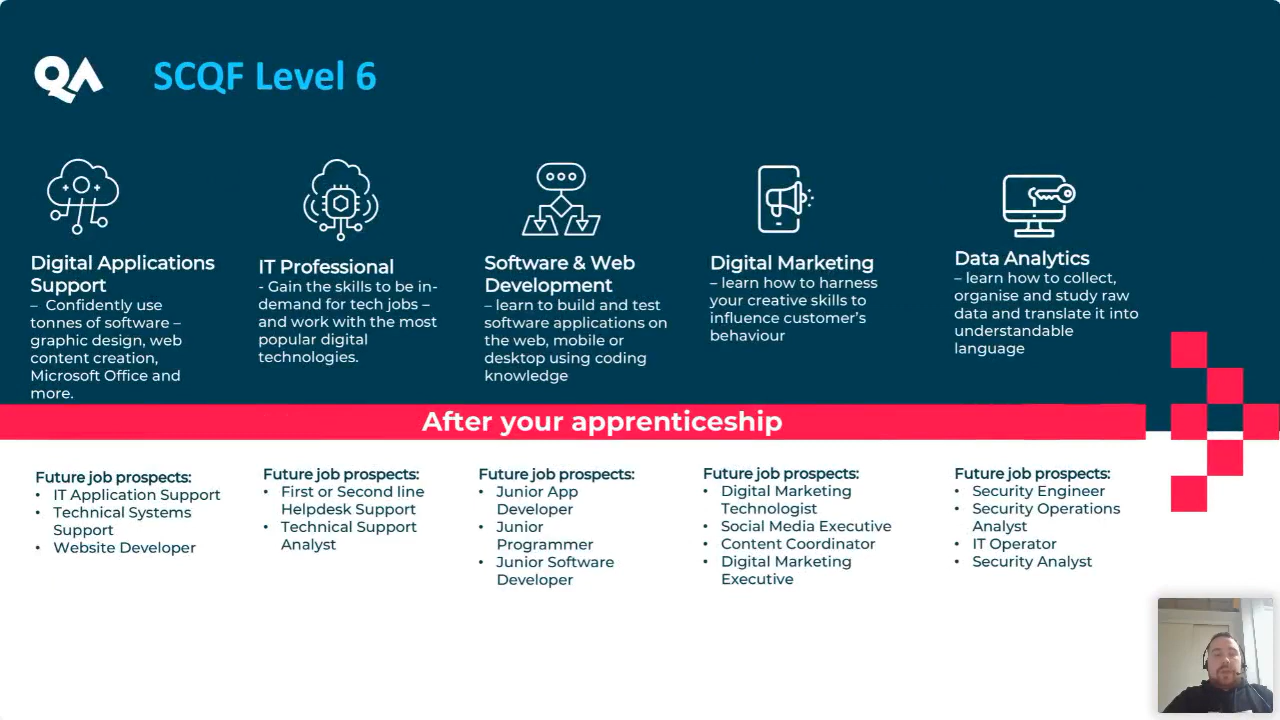 QA
SCQF Level 6
Digital Applications
Support
– Confidently use
tonnes of software –
graphic design, web
content creation,
Microsoft Office and
more.
IT Professional
- Gain the skills to be in-
demand for tech jobs –
and work with the most
popular digital
technologies.
Software & Web
Development
– learn to build and test
software applications on
the web, mobile or
desktop using coding
knowledge
Digital Marketing
– learn how to harness
your creative skills to
influence customer’s
behaviour
Data Analytics
– learn how to collect,
organise and study raw
data and translate it into
understandable
language
After your apprenticeship
Future job prospects:
• IT Application Support
• Technical Systems
Support
• Website Developer
Future job prospects:
• First or Second line
Helpdesk Support
• Technical Support
Analyst
Future job prospects:
• Junior App
Developer
• Junior
Programmer
• Junior Software
Developer
Future job prospects:
• Digital Marketing
Technologist
• Social Media Executive
• Content Coordinator
• Digital Marketing
Executive
Future job prospects:
• Security Engineer
• Security Operations
Analyst
• IT Operator
• Security Analyst